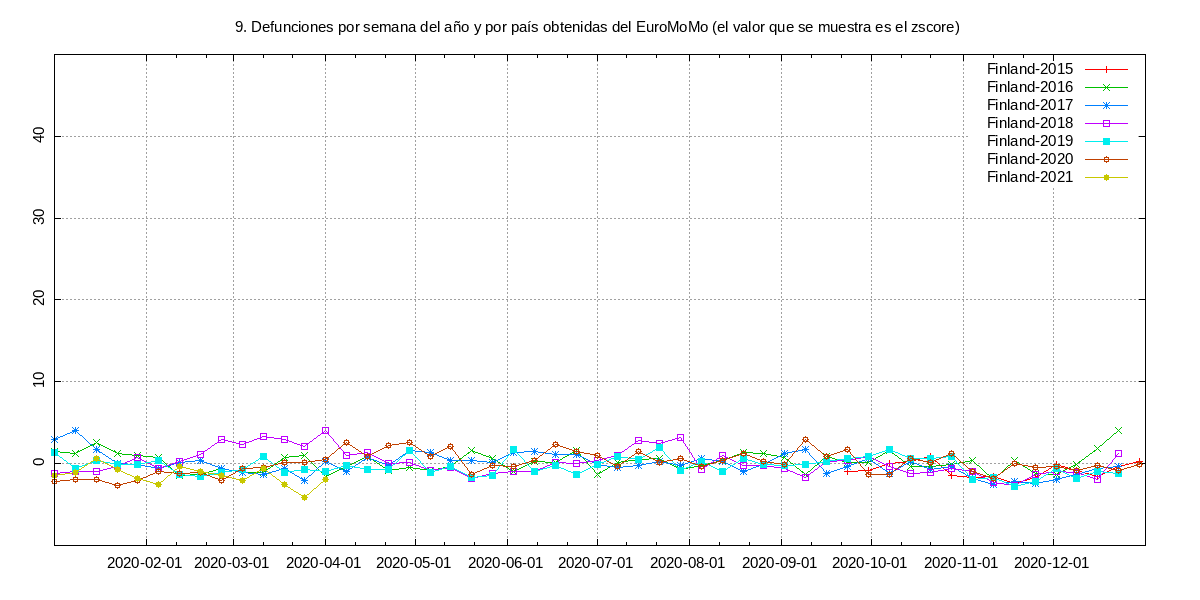 9. Defunciones por semana del año y por país obtenidas del EuroMoMo (el valor que se muestra es el zscore)
Finland-2015
Finland-2016
Finland-2017
Finland-2018
Finland-2019
Finland-2020
Finland-2021
40
30
20
10
0
2020-02-01 2020-03-01 2020-04-01 2020-05-01 2020-06-01 2020-07-01 2020-08-01 2020-09-01 2020-10-01 2020-11-01 2020-12-01